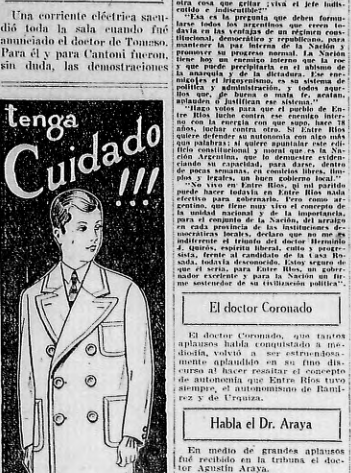 Una corriente eléctrica sacu-
dió toda la sala cuando fué
anunciado el doctor de Tomaso.
Para él y para Cantoni fueron,
sin duda, las demostraciones
tenga
Cuidado
!!!
otra cosa que gritar ¡viva el jefe indis-
cutido e indiscutible!"
"Esa es la pregunta que deben formu-
larse todos los argentinos que creen to-
davía en las ventajas de un régimen cons-
titucional, democrático y republicano, para
mantener la paz interna de la Nación y
promover su progreso normal. La Nación
tiene hoy un enemigo interno que la roe
y que puede precipitarla en el abismo de
la anarquía y de la dictadura. Ese ene-
migo es el irigoyenismo, es su sistema de
política y administración, y todos aque-
llos que, de buena o mala fe, acatan,
aplauden o justifican ese sistema."
"Hago votos para que el pueblo de En-
tre Ríos luche contra ese enemigo inter-
no con la energía con que supo, hace 78
años, luchar contra otro. Si Entre Ríos
quiere defender su autonomía con algo más
que palabras; si quiere apuntalar este edi-
ficio constitucional y moral que es la Na-
ción Argentina, que lo demuestre eviden-
ciando su capacidad, para darse, dentro
de pocas semanas, en comicios libres, lim-
pios y legales, un buen gobierno local."
"No vivo en Entre Ríos, ni mi partido
puede hacer todavía en Entre Ríos nada
efectivo para gobernarlo. Pero como ar-
gentino, que tiene muy vivo el concepto de
la unidad nacional y de la importancia,
para el conjunto de la Nación, del arraigo
en cada provincia de las instituciones de-
mocráticas locales, declaro que no me es
indiferente el triunfo del doctor Herminio
J. Quirós, espíritu liberal, culto y progre-
sista, frente al candidato de la Casa Ro-
sada, todavía desconocido. Estoy seguro de
que él sería, para Entre Ríos, un gober-
nador excelente y para la Nación un fir-
me sostenedor de su civilización política".
El doctor Coronado
El doctor Coronado, que tantos
aplausos había conquistado a me-
diodía, volvió a ser estruendosa-
mente aplaudido en su fino dis-
curso al hacer resaltar el concepto
de autonomía que Entre Ríos tuvo
siempre, el autonomismo de Ramí-
rez y de Urquiza.
Habla el Dr. Araya
En medio de grandes aplausos
fué recibido en la tribuna el doc-
tor Agustín Araya.